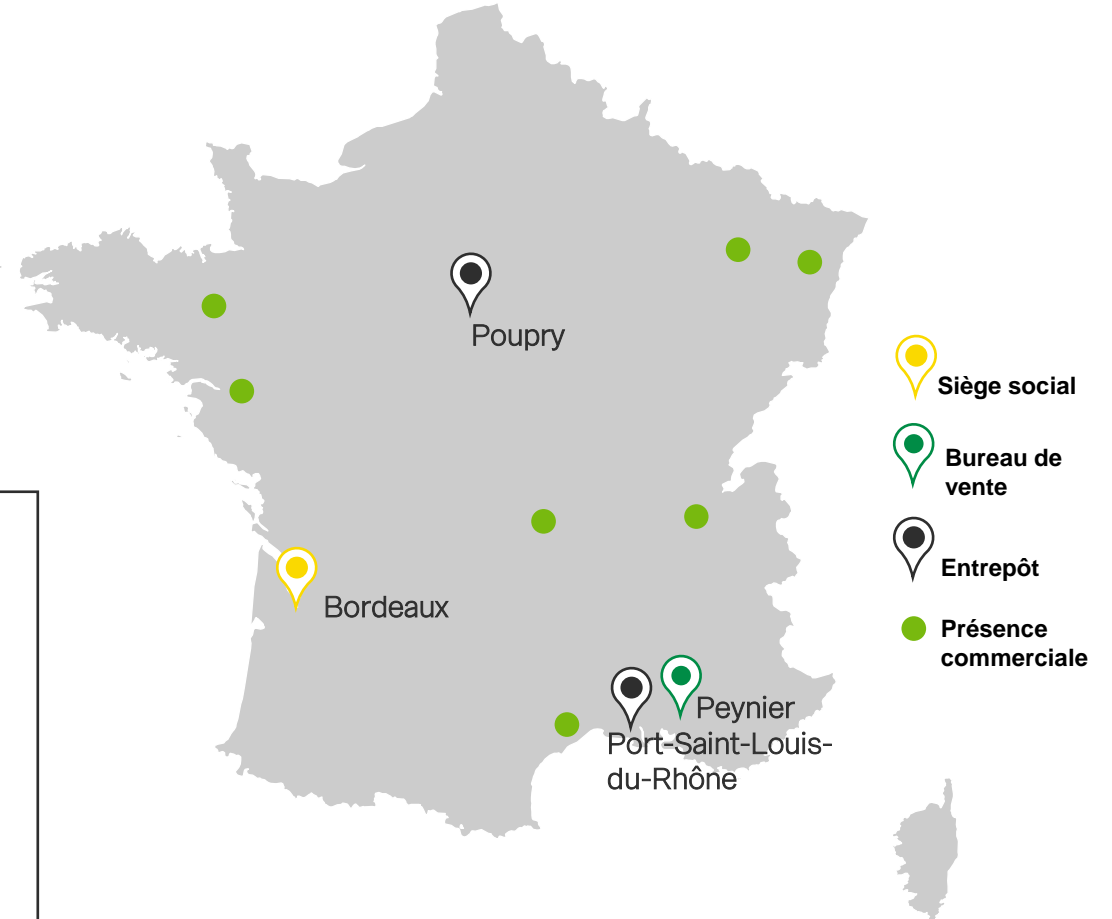 Poupry
Siège social
Bureau de
vente
Entrepôt
Bordeaux
Présence
commerciale
Peynier
Port-Saint-Louis-
du-Rhône